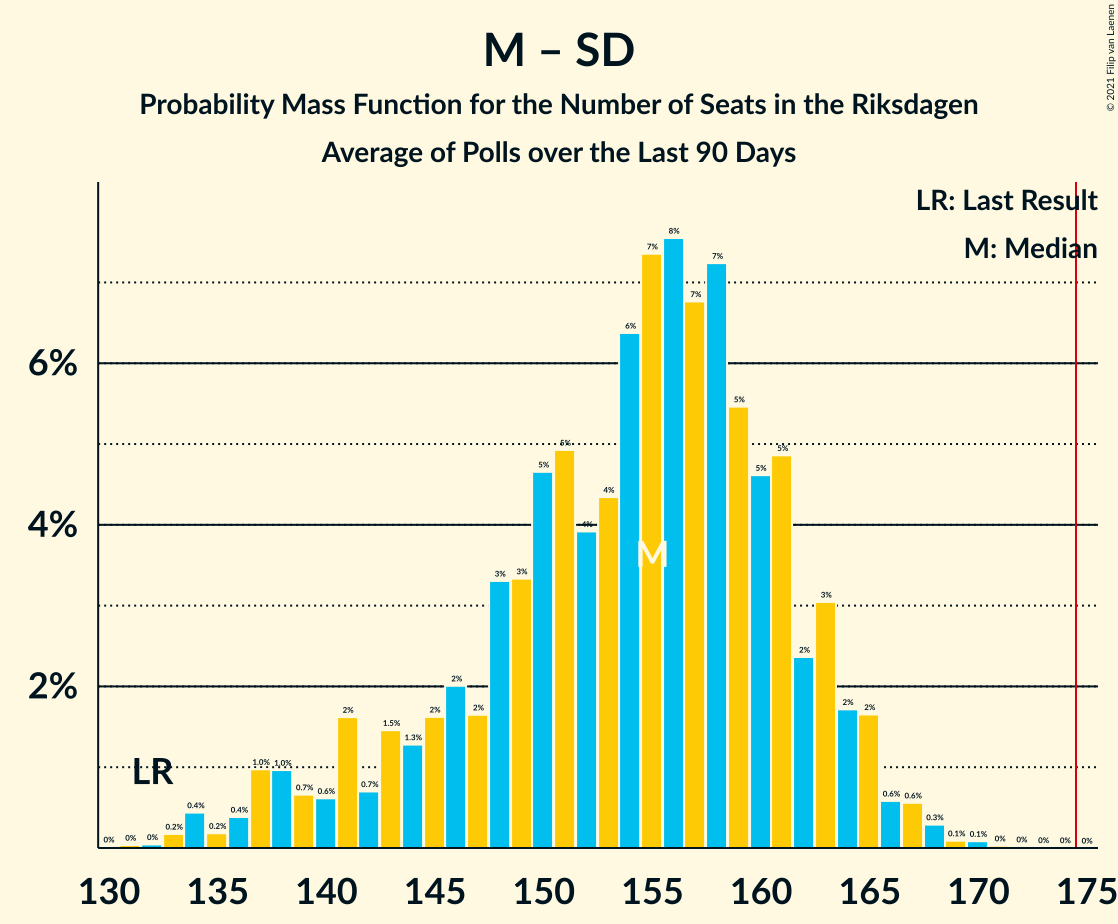 M – SD
Probability Mass Function for the Number of Seats in the Riksdagen
Average of Polls over the Last 90 Days
© 2021 Filip van Laenen
LR: Last Result
M: Median
8%
7% 7% 7%
6%
6%
5%
5% 5% 5% 5%
4%
4% 4%
M
3% 3% 3%
2%
2% 2%
2% 2% 2% 2% 2%
1.5%
1.3%
LR
1.0% 1.0%
0.7% 0.6% 0.7% 0.6% 0.6%
0.4% 0.4% 0.3%
0% 0% 0% 0.2% 0.2% 0.1% 0.1% 0% 0% 0% 0% 0%
130 135 140 145 150 155 160 165 170 175